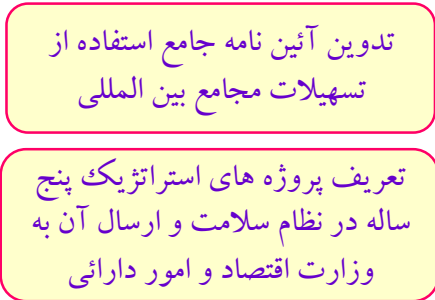 تدوین آئین نامه جامع استفاده از
تسهیلات مجامع بین المللی
تعریف پروژه های استراتژیک پنج
ساله در نظام سلامت و ارسال آن به
وزارت اقتصاد و امور دارائی